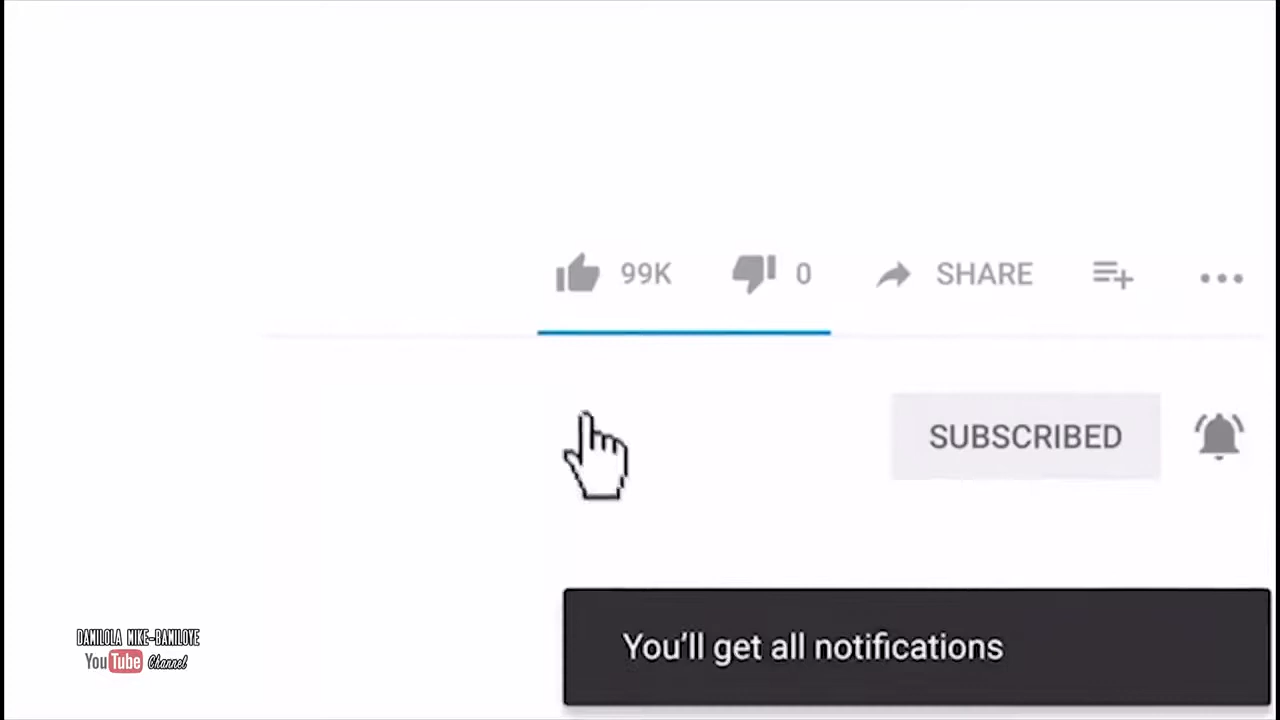 99K 0 SHARE
SUBSCRIBED
You'll get all notifications
DAMILOLA MIKE-BAMILOYE
YouTube Channel